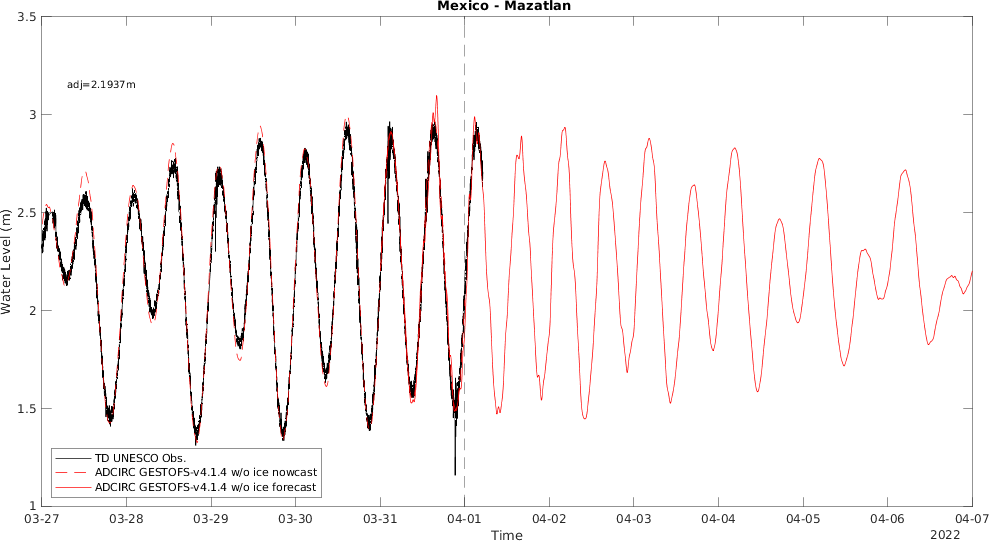 Mexico - Mazatlan
3.5
3
2.5
2
1.5
1
Water Level (m)
adj=2.1937m
TD UNESCO Obs.
ADCIRC GESTOFS-v4.1.4 w/o ice nowcast
ADCIRC GESTOFS-v4.1.4 w/o ice forecast
03-27 03-28 03-29 03-30 03-31 04-01 04-02 04-03 04-04 04-05 04-06 04-07
Time
2022